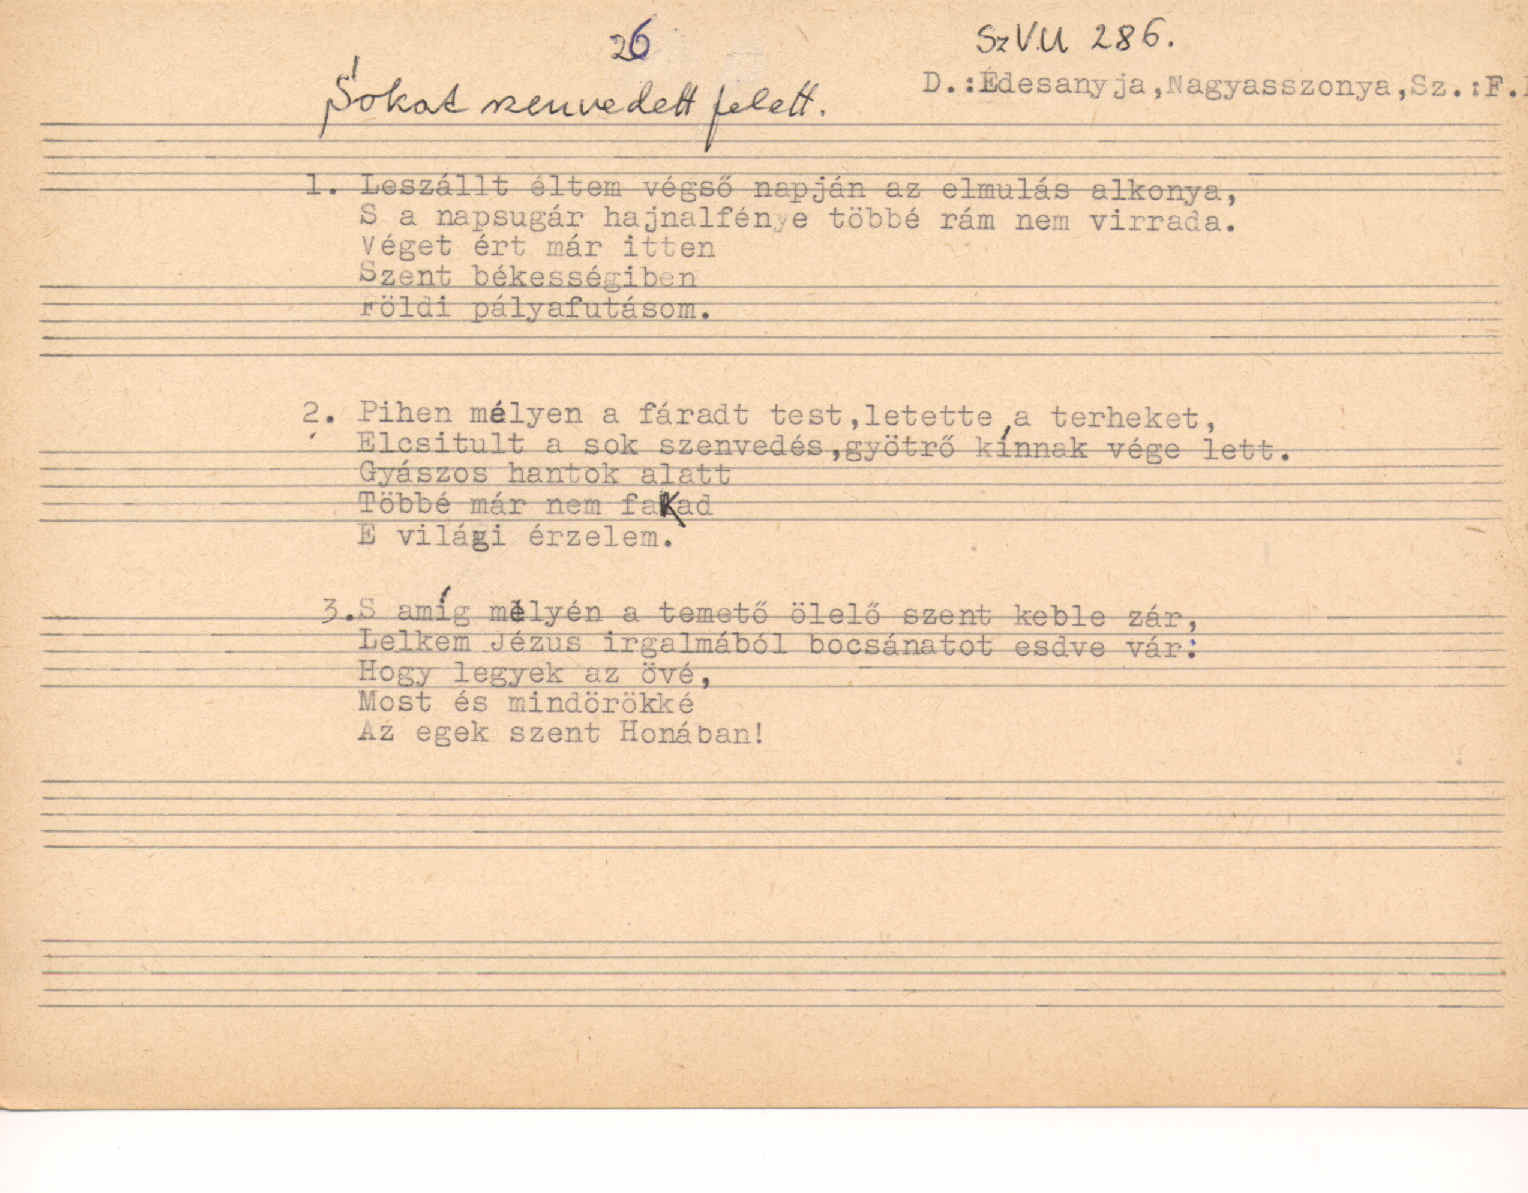 26
SzVU 286.
Sokat szenvedett felett.
D.:Édesanyja,Nagyasszonya,Sz.:F.
1. Leszállt éltem végső napján az elmulás alkonya,
S a napsugár hajnalfénye többé rám nem virrada.
Véget ért már itten
Szent békességiben
Földi pályafutásom.
2. Pihen mélyen a fáradt test,letette a terheket,
Elcsitult a sok szenvedés,gyötrő kínnak vége lett.
Gyászos hantok alatt
Többé már nem fakad
E világi érzelem.
3.S amíg mélyén a temető ölelő szent keble zár,
Lelkem Jézus irgalmából bocsánatot esdve vár:
Hogy legyek az övé,
Most és mindörökké
Az egek szent Honában!